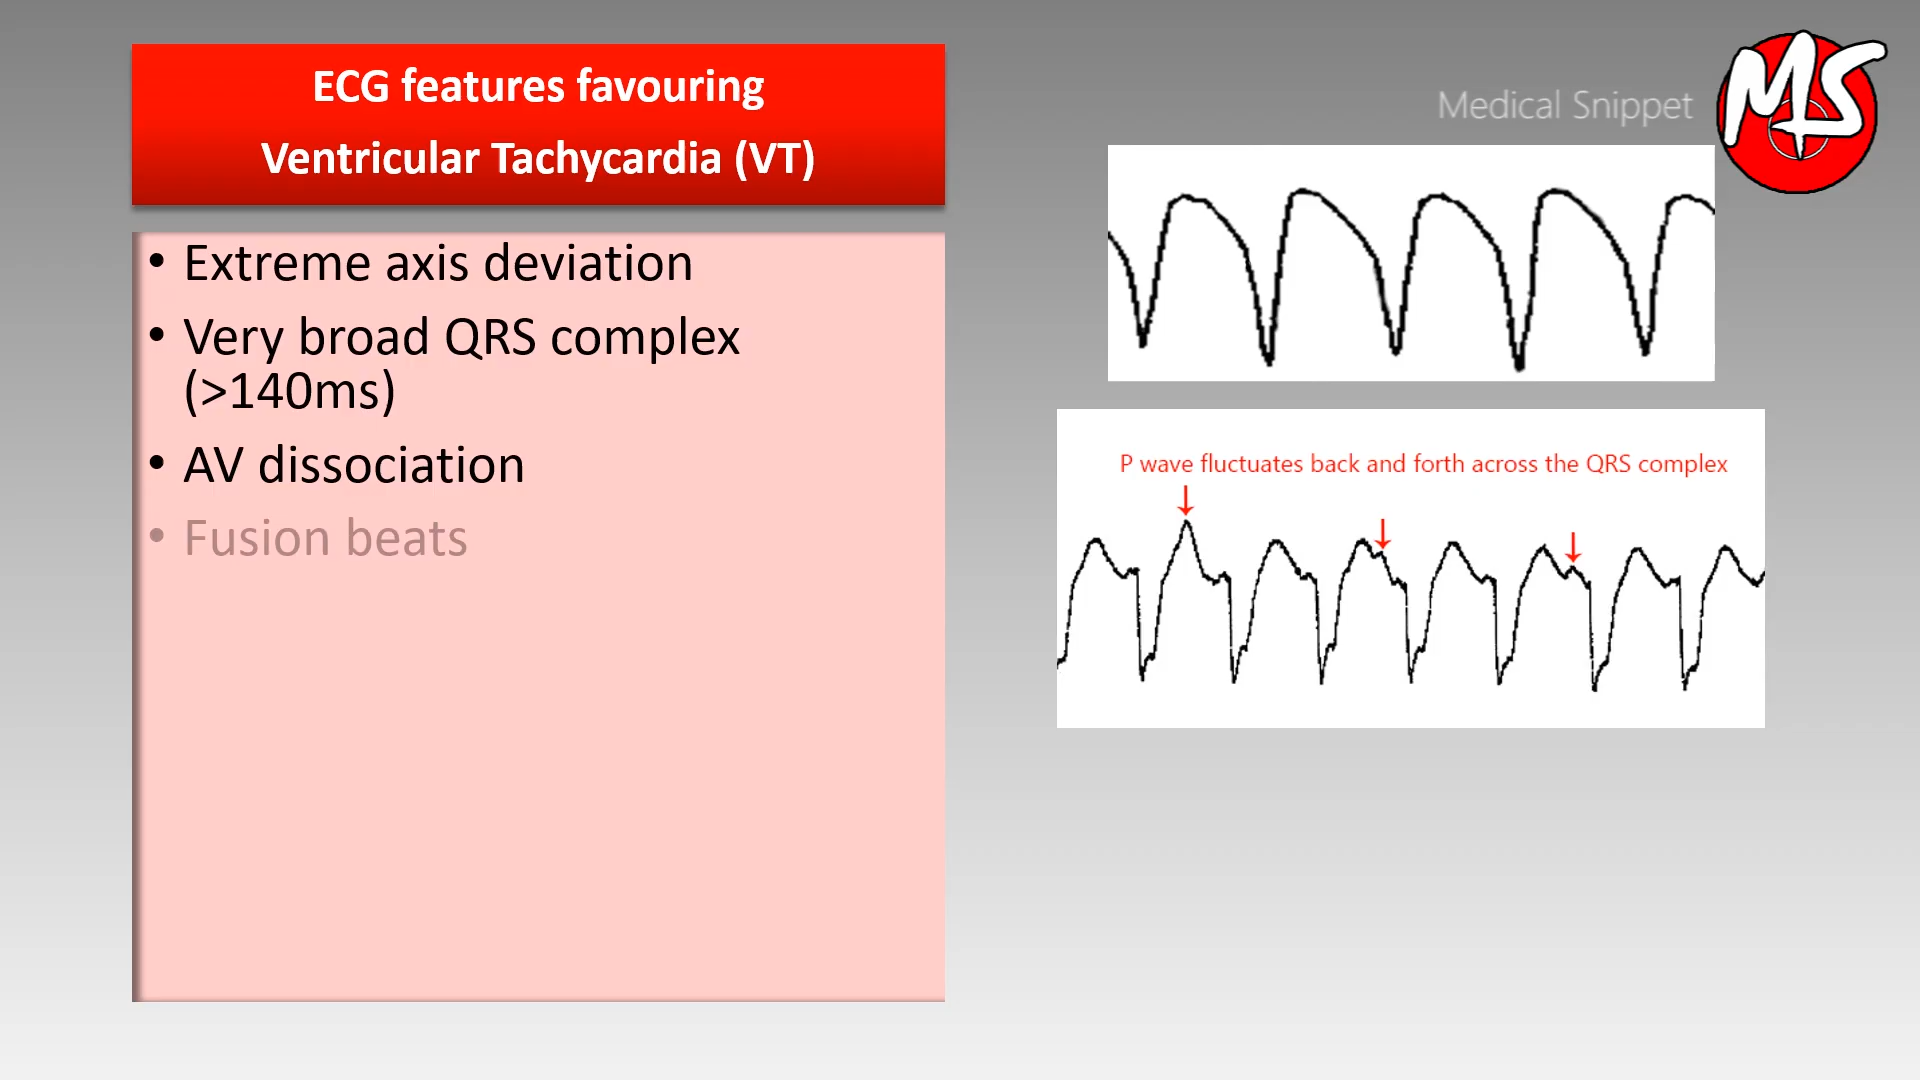 ECG features favouring
Ventricular Tachycardia (VT)
Medical Snippet
MS
• Extreme axis deviation
• Very broad QRS complex
(>140ms)
• AV dissociation
• Fusion beats
P wave fluctuates back and forth across the QRS complex